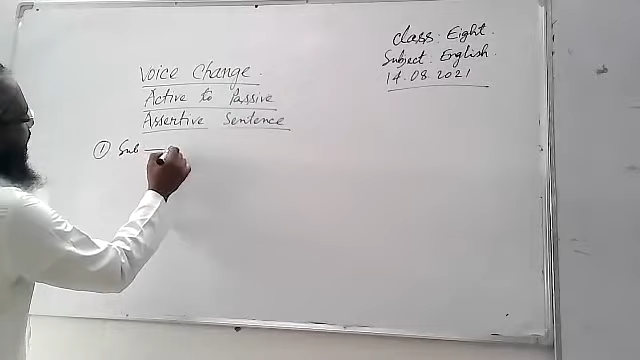 class: Eight.
Subject: English.
14.08.2021
Voice Change.
Active to Passive
Assertive Sentence
① Sub —